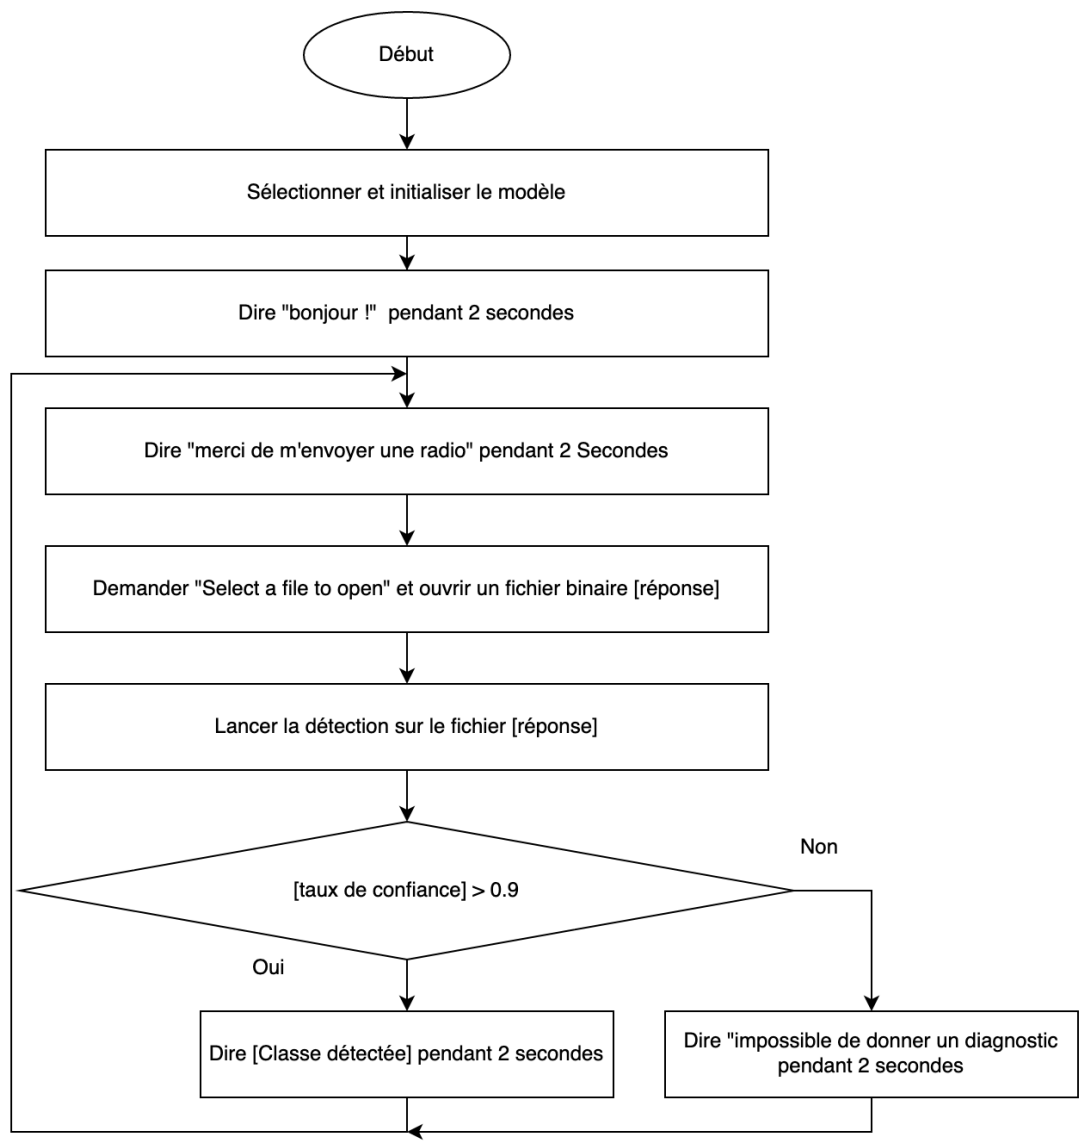 Début
Sélectionner et initialiser le modèle
Dire "bonjour !"  pendant 2 secondes
Dire "merci de m'envoyer une radio" pendant 2 Secondes
Demander "Select a file to open" et ouvrir un fichier binaire [réponse]
Lancer la détection sur le fichier [réponse]
[taux de confiance] > 0.9
Non
Oui
Dire [Classe détectée] pendant 2 secondes
Dire "impossible de donner un diagnostic
pendant 2 secondes